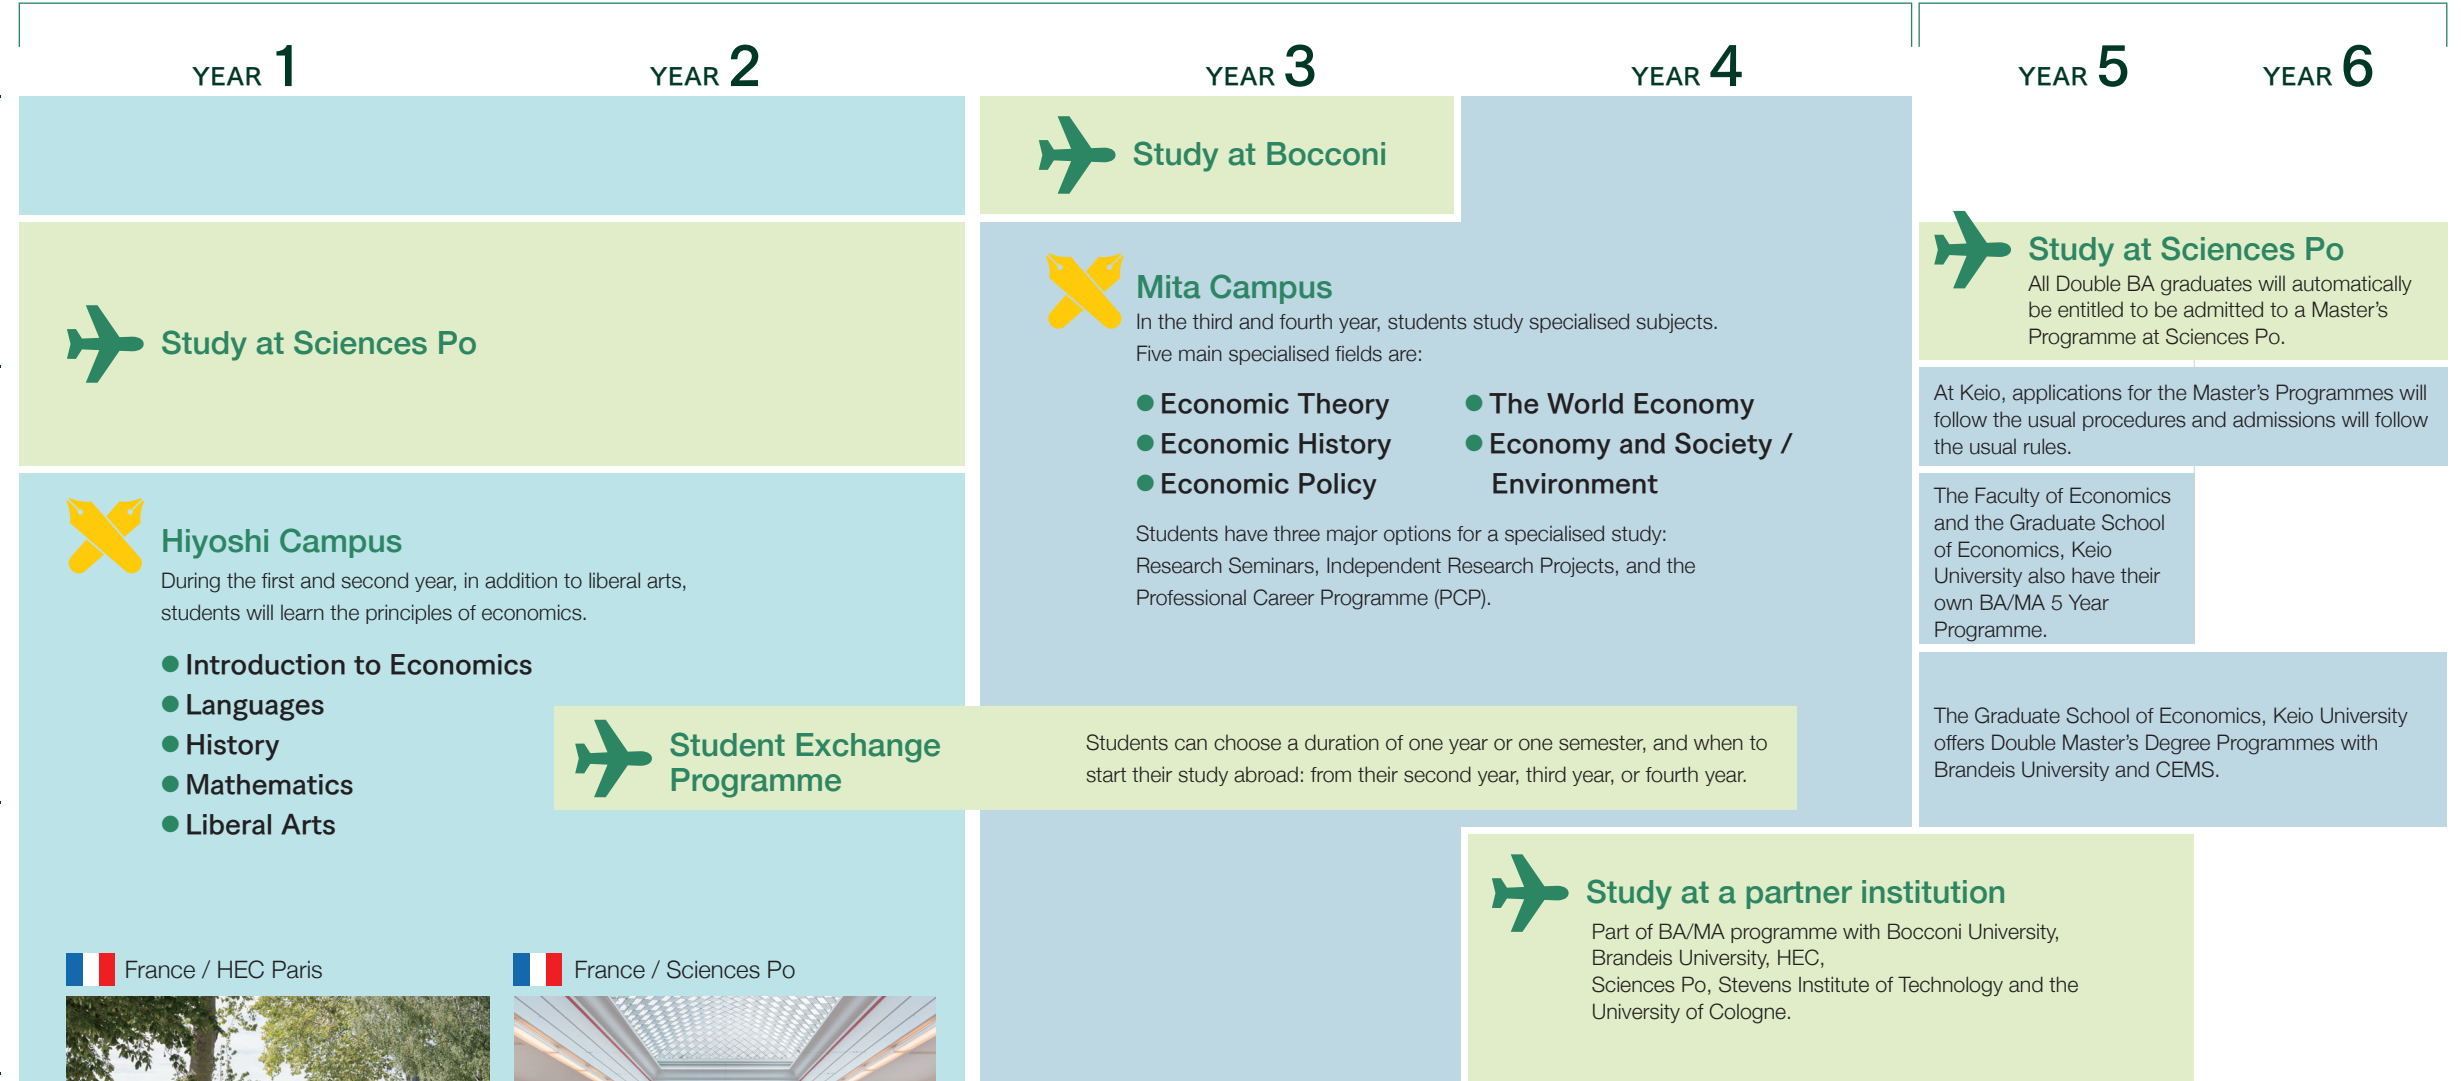 YEAR 1
YEAR 2
YEAR 3
YEAR 4
YEAR 5
YEAR 6
Study at Bocconi
Study at Sciences Po
Hiyoshi Campus
During the first and second year, in addition to liberal arts,
students will learn the principles of economics.
● Introduction to Economics
● Languages
● History
● Mathematics
● Liberal Arts
Mita Campus
In the third and fourth year, students study specialised subjects.
Five main specialised fields are:
● Economic Theory
● Economic History
● Economic Policy
● The World Economy
● Economy and Society /
Environment
Students have three major options for a specialised study:
Research Seminars, Independent Research Projects, and the
Professional Career Programme (PCP).
Student Exchange
Programme
Students can choose a duration of one year or one semester, and when to
start their study abroad: from their second year, third year, or fourth year.
Study at Sciences Po
All Double BA graduates will automatically
be entitled to be admitted to a Master's
Programme at Sciences Po.
At Keio, applications for the Master's Programmes will
follow the usual procedures and admissions will follow
the usual rules.
The Faculty of Economics
and the Graduate School
of Economics, Keio
University also have their
own BA/MA 5 Year
Programme.
The Graduate School of Economics, Keio University
offers Double Master's Degree Programmes with
Brandeis University and CEMS.
Study at a partner institution
Part of BA/MA programme with Bocconi University,
Brandeis University, HEC,
Sciences Po, Stevens Institute of Technology and the
University of Cologne.
France / HEC Paris
France / Sciences Po